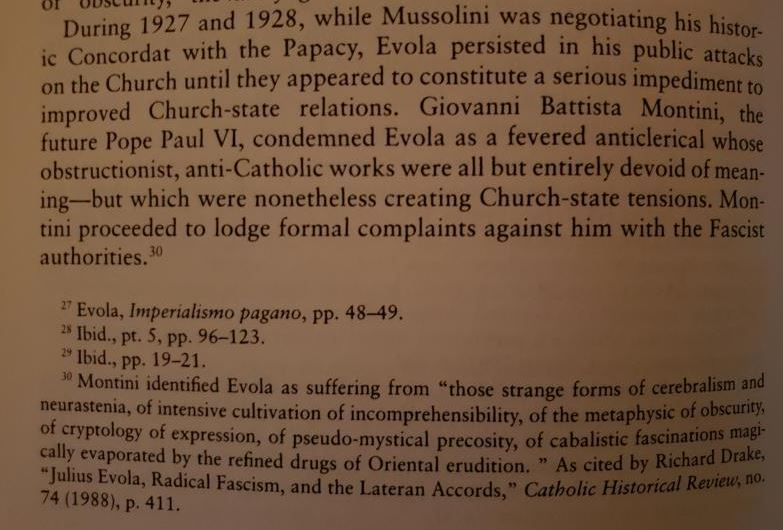 of obscurity,
During 1927 and 1928, while Mussolini was negotiating his histor-
ic Concordat with the Papacy, Evola persisted in his public attacks
on the Church until they appeared to constitute a serious impediment to
improved Church-state relations. Giovanni Battista Montini, the
future Pope Paul VI, condemned Evola as a fevered anticlerical whose
obstructionist, anti-Catholic works were all but entirely devoid of mean-
ing—but which were nonetheless creating Church-state tensions. Mon-
tini proceeded to lodge formal complaints against him with the Fascist
authorities.³⁰
²⁷ Evola, Imperialismo pagano, pp. 48–49.
²⁸ Ibid., pt. 5, pp. 96–123.
²⁹ Ibid., pp. 19–21.
³⁰ Montini identified Evola as suffering from “those strange forms of cerebralism and
neurastenia, of intensive cultivation of incomprehensibility, of the metaphysic of obscurity,
of cryptology of expression, of pseudo-mystical precosity, of cabalistic fascinations magi-
cally evaporated by the refined drugs of Oriental erudition. ” As cited by Richard Drake,
“Julius Evola, Radical Fascism, and the Lateran Accords,” Catholic Historical Review, no.
74 (1988), p. 411.